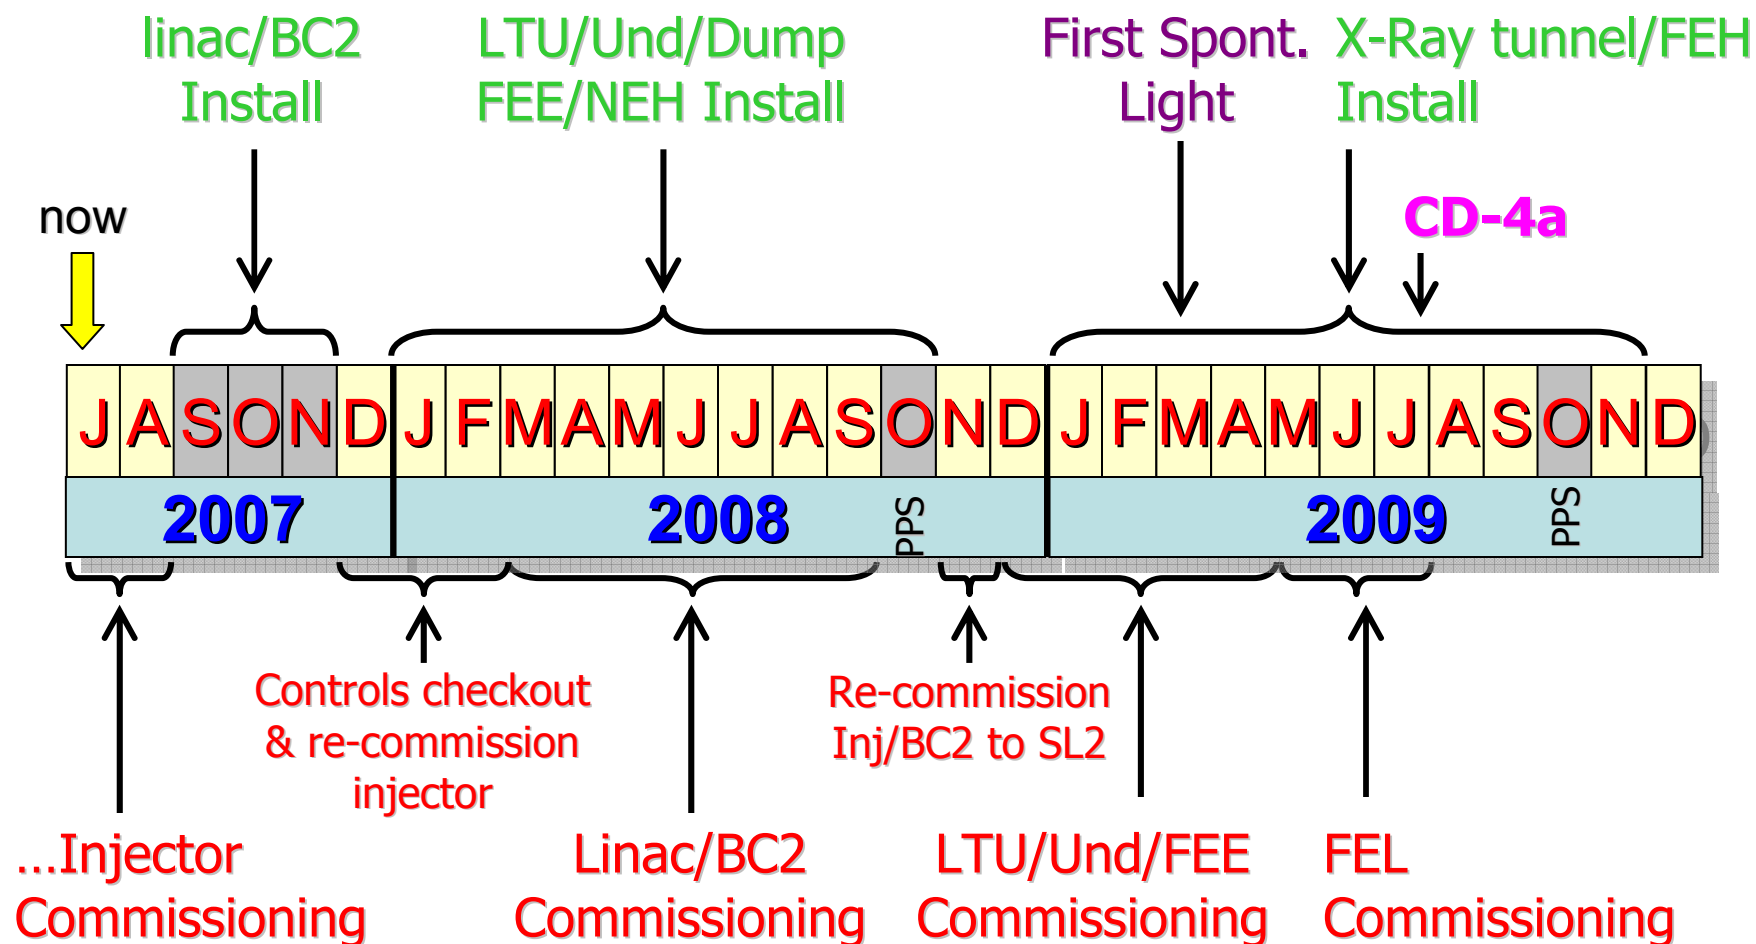 linac/BC2
Install
LTU/Und/Dump
FEE/NEH Install
First Spont.
Light
X-Ray tunnel/FEH
Install
now
CD-4a
J A S O N D J F M A M J J A S O N D J F M A M J J A S O N D
2007 2008 PPS 2009 PPS
Controls checkout
& re-commission
injector
Re-commission
Inj/BC2 to SL2
...Injector
Commissioning
Linac/BC2
Commissioning
LTU/Und/FEE
Commissioning
FEL
Commissioning